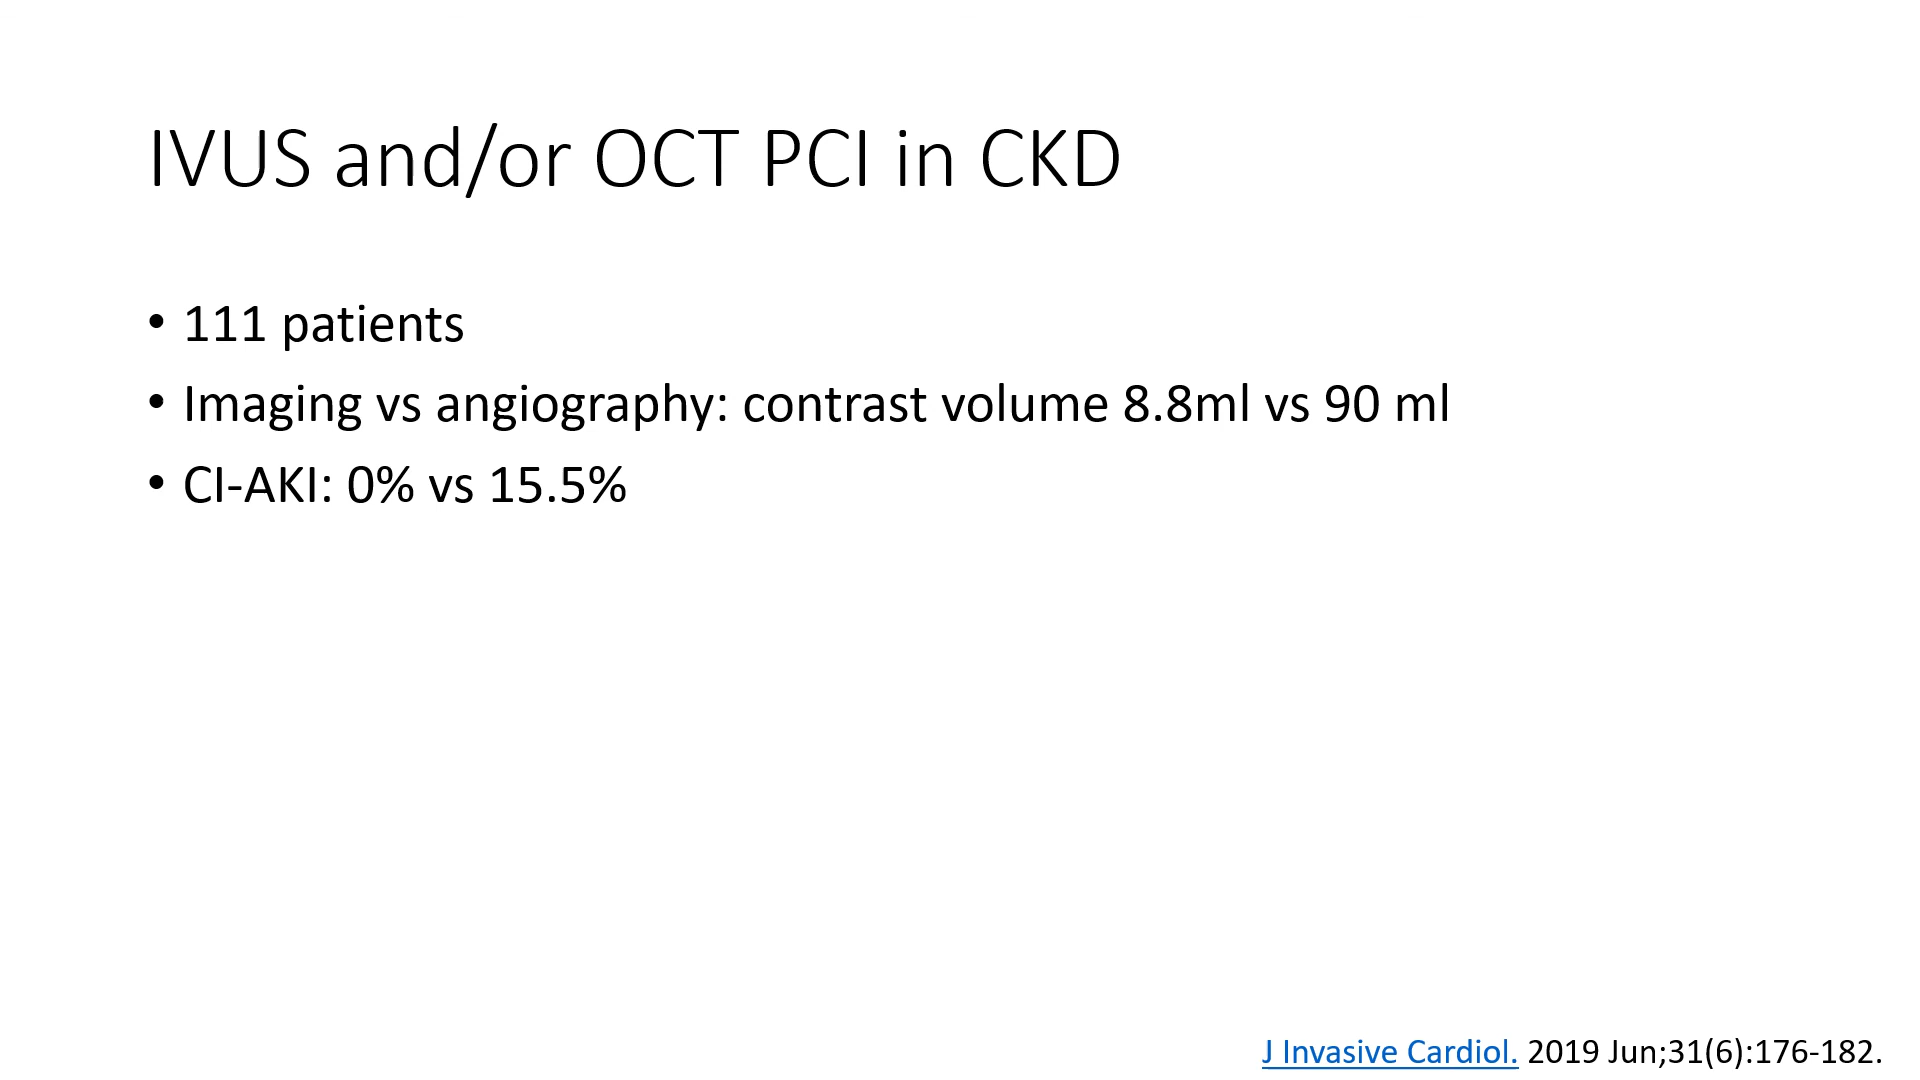 IVUS and/or OCT PCI in CKD
• 111 patients
• Imaging vs angiography: contrast volume 8.8ml vs 90 ml
• CI-AKI: 0% vs 15.5%
J Invasive Cardiol. 2019 Jun;31(6):176-182.